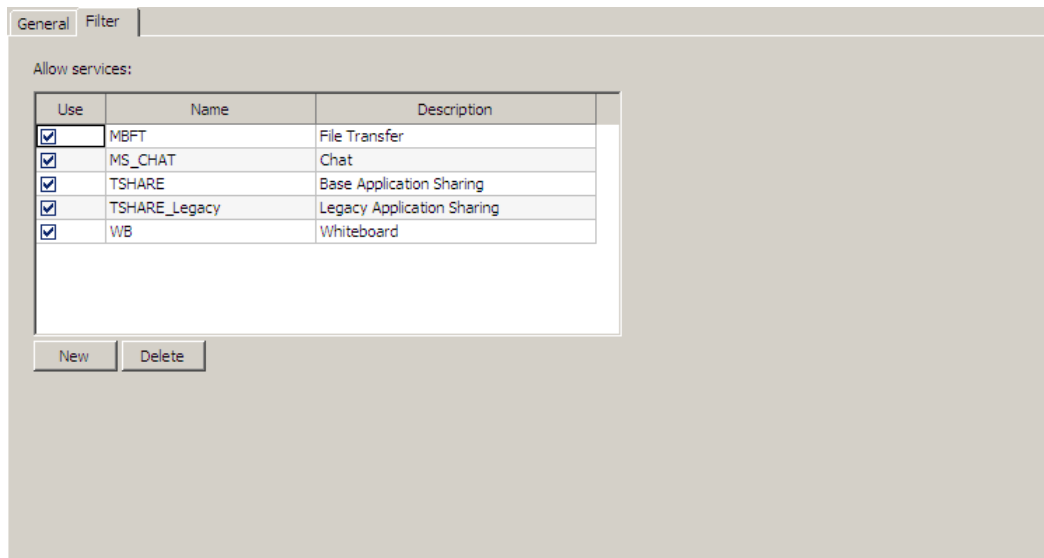 General Filter
Allow services:
Use Name Description
MBFT File Transfer
MS_CHAT Chat
TSHARE Base Application Sharing
TSHARE_Legacy Legacy Application Sharing
WB Whiteboard
New Delete